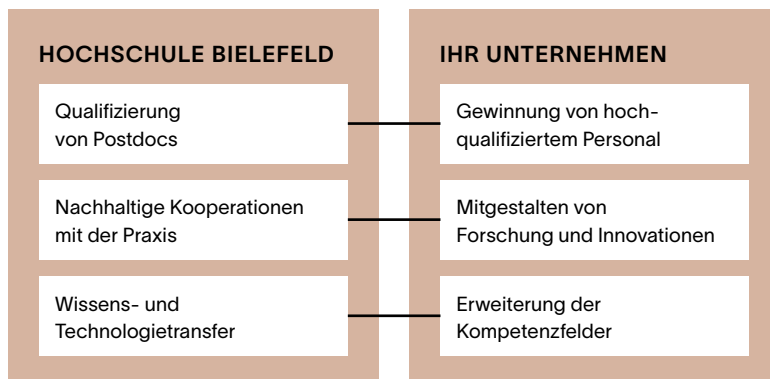 HOCHSCHULE BIELEFELD
Qualifizierung
von Postdocs
Nachhaltige Kooperationen
mit der Praxis
Wissens- und
Technologietransfer
IHR UNTERNEHMEN
Gewinnung von hoch-
qualifiziertem Personal
Mitgestalten von
Forschung und Innovationen
Erweiterung der
Kompetenzfelder